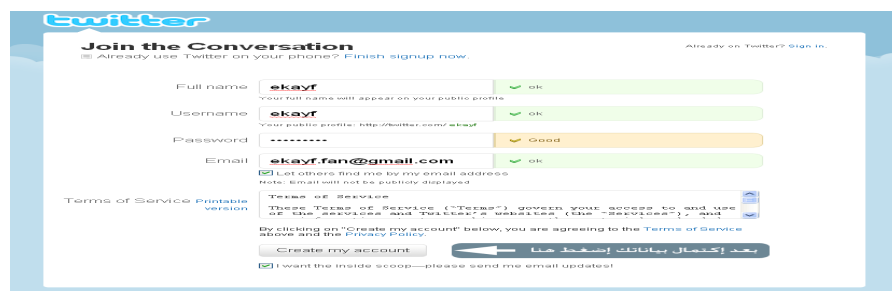 twitter
Join the Conversation
Already use Twitter on your phone? Finish signup now.
Already on Twitter? Sign in.
Full name ekayf ok
Your full name will appear on your public profile
Username ekayf ok
Your public profile: http://twitter.com/ekayf
Password ••••••••• Good
Email ekayf.fan@gmail.com ok
Let others find me by my email address
Note: Email will not be publicly displayed
Terms of Service Printable version
Terms of Service
These Terms of Service ("Terms") govern your access to and use
of the services and Twitter's websites (the "Services"), and
By clicking on "Create my account" below, you are agreeing to the Terms of Service
above and the Privacy Policy.
Create my account بعد إكتمال بياناتك إضغط هنا
I want the inside scoop—please send me email updates!